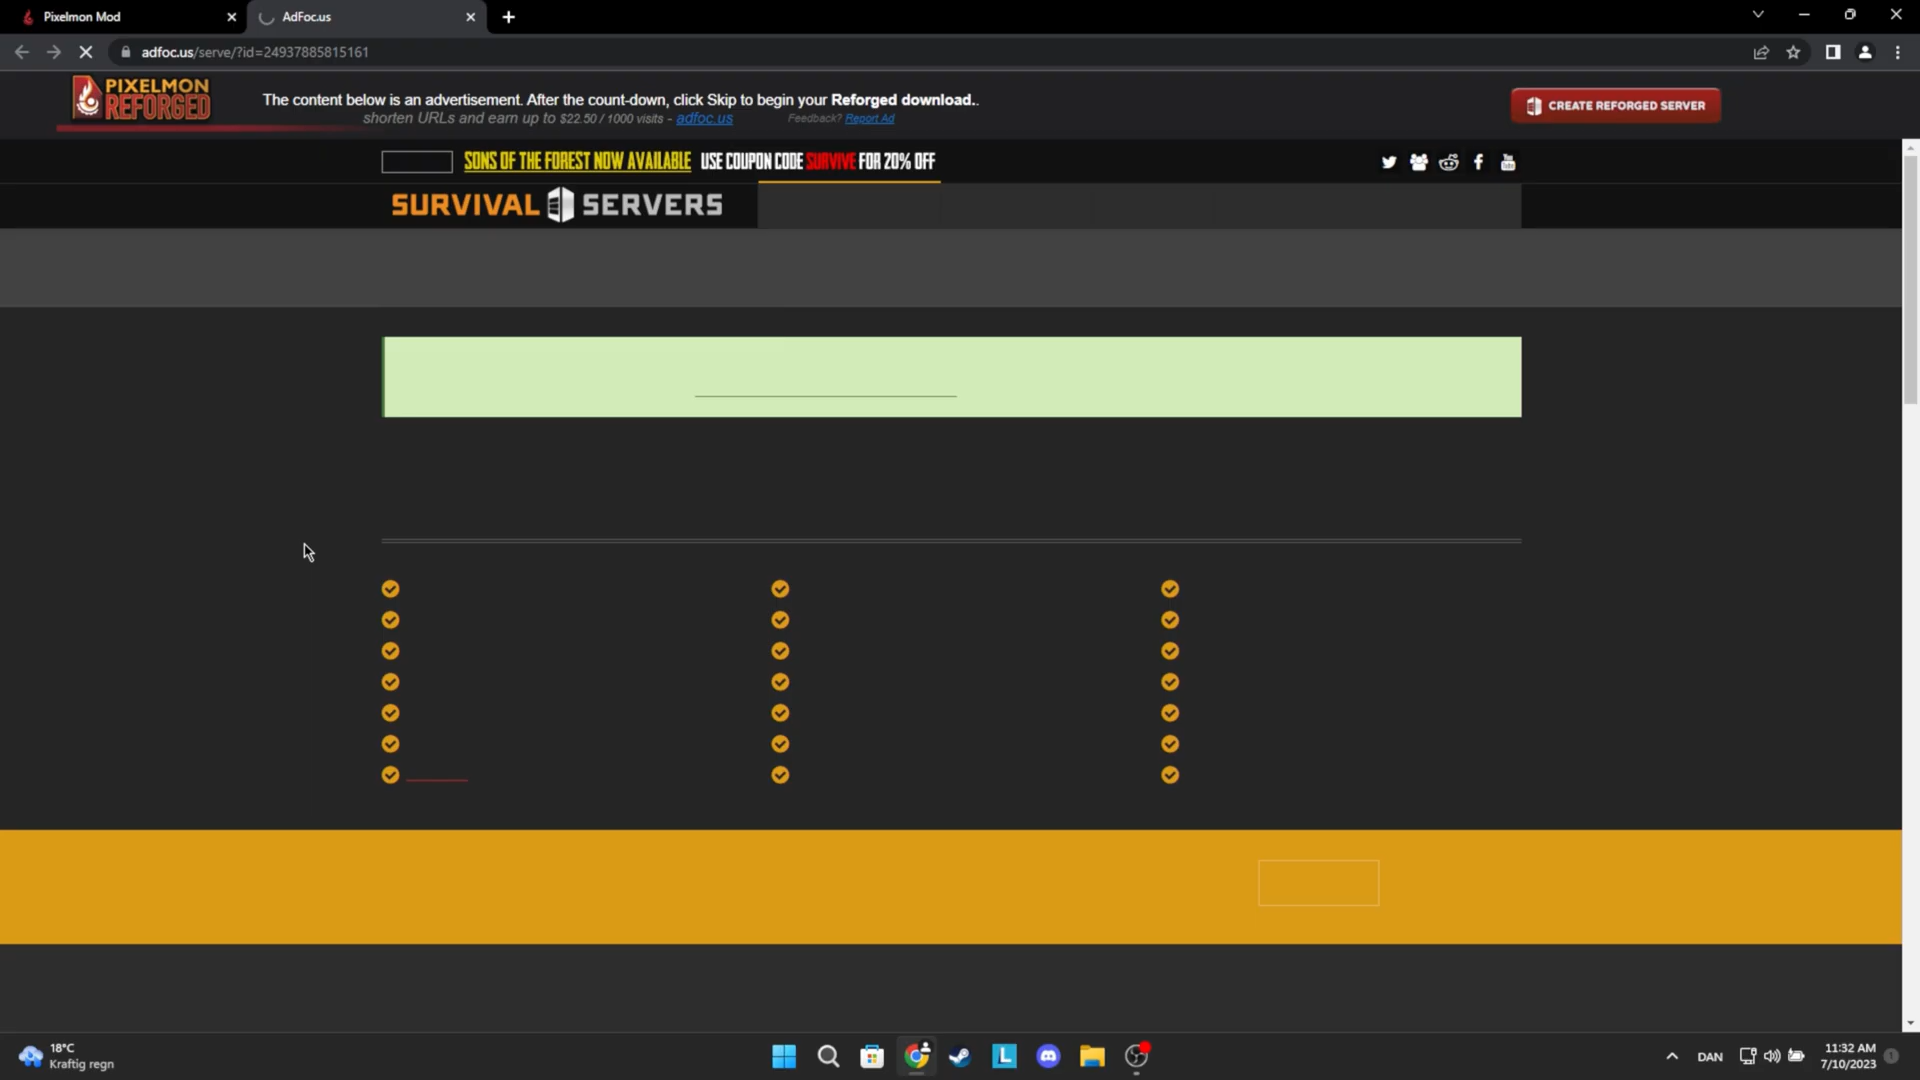 Pixelmon Mod
AdFoc.us
adfoc.us/serve/?id=24937885815161
PIXELMON
REFORGED
The content below is an advertisement. After the count-down, click Skip to begin your Reforged download..
shorten URLs and earn up to $22.50 / 1000 visits - adfoc.us
Feedback? Report Ad
CREATE REFORGED SERVER
SONS OF THE FOREST NOW AVAILABLE USE COUPON CODE SURVIVE FOR 20% OFF
SURVIVAL SERVERS
18°C
Kraftig regn
L
DAN
11:32 AM
7/10/2023
1